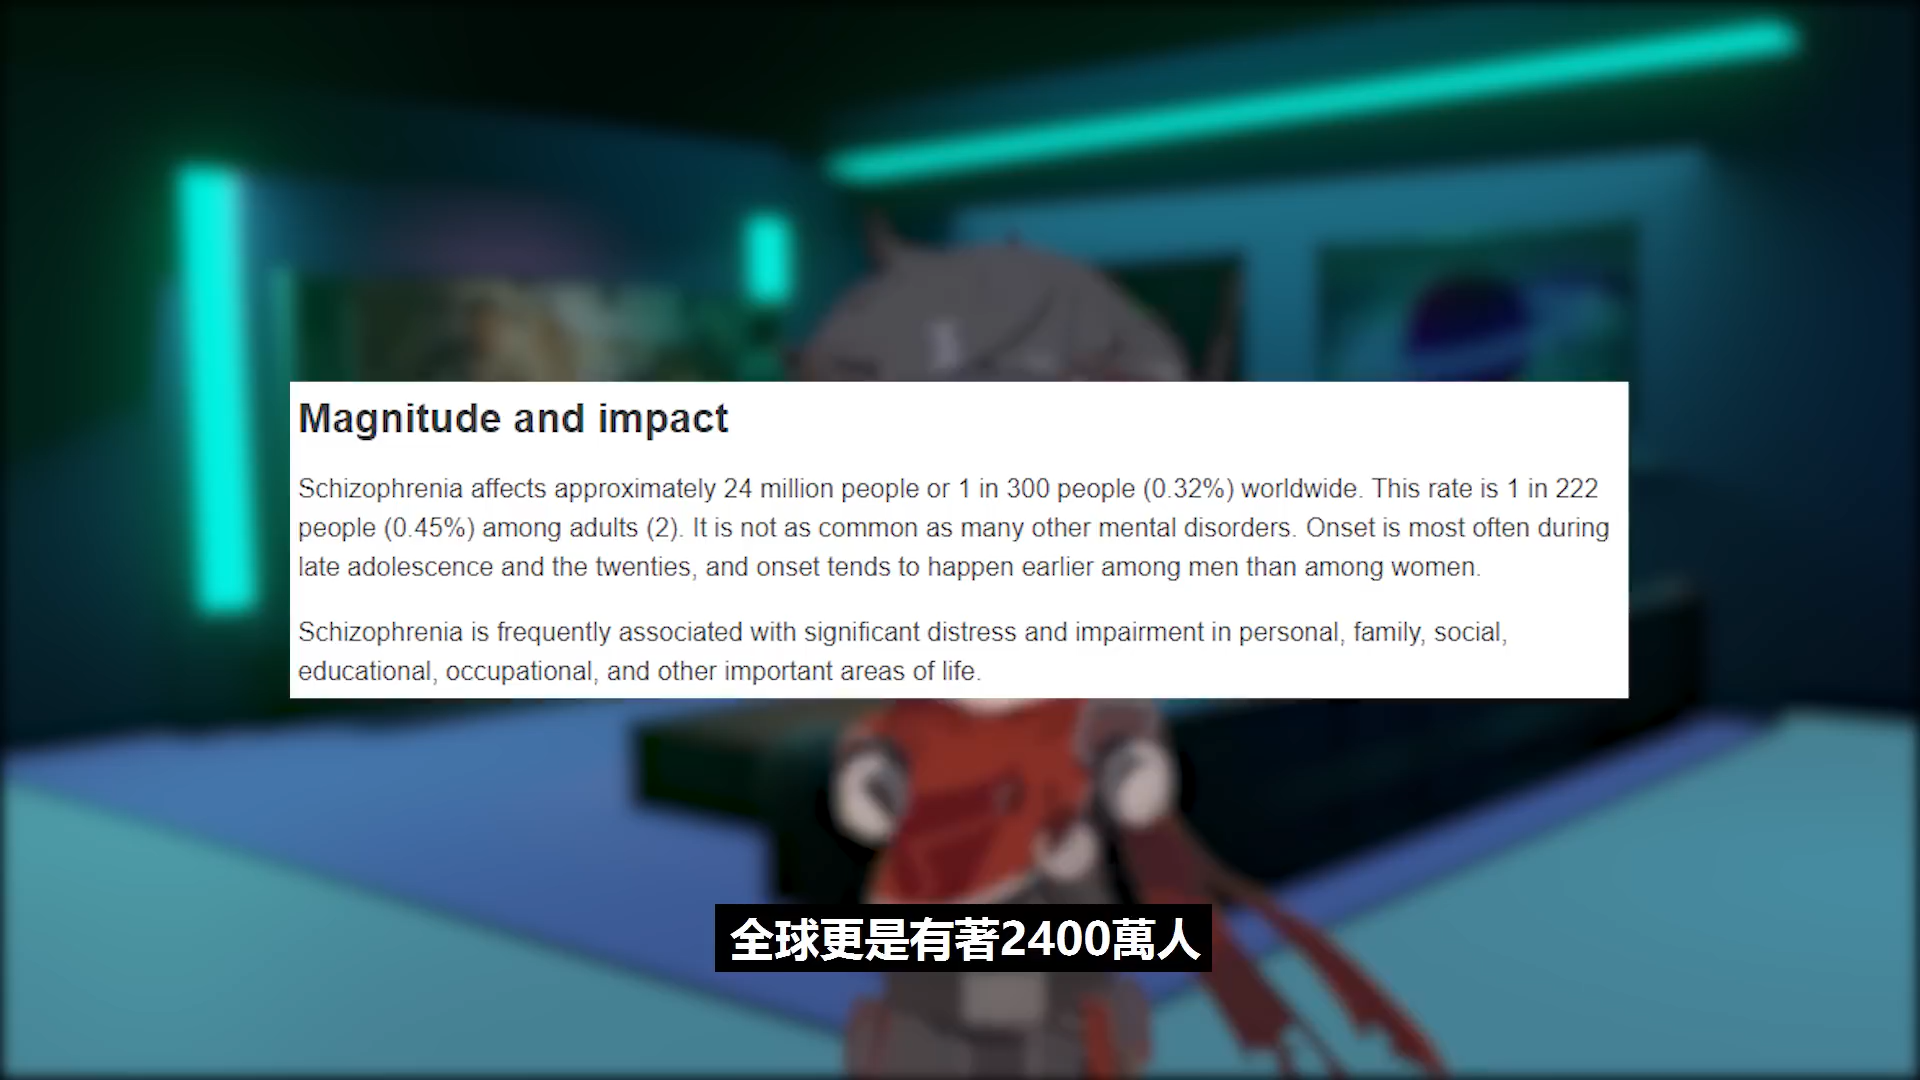 Magnitude and impact
Schizophrenia affects approximately 24 million people or 1 in 300 people (0.32%) worldwide. This rate is 1 in 222
people (0.45%) among adults (2). It is not as common as many other mental disorders. Onset is most often during
late adolescence and the twenties, and onset tends to happen earlier among men than among women.
Schizophrenia is frequently associated with significant distress and impairment in personal, family, social,
educational, occupational, and other important areas of life.
全球更是有著2400萬人